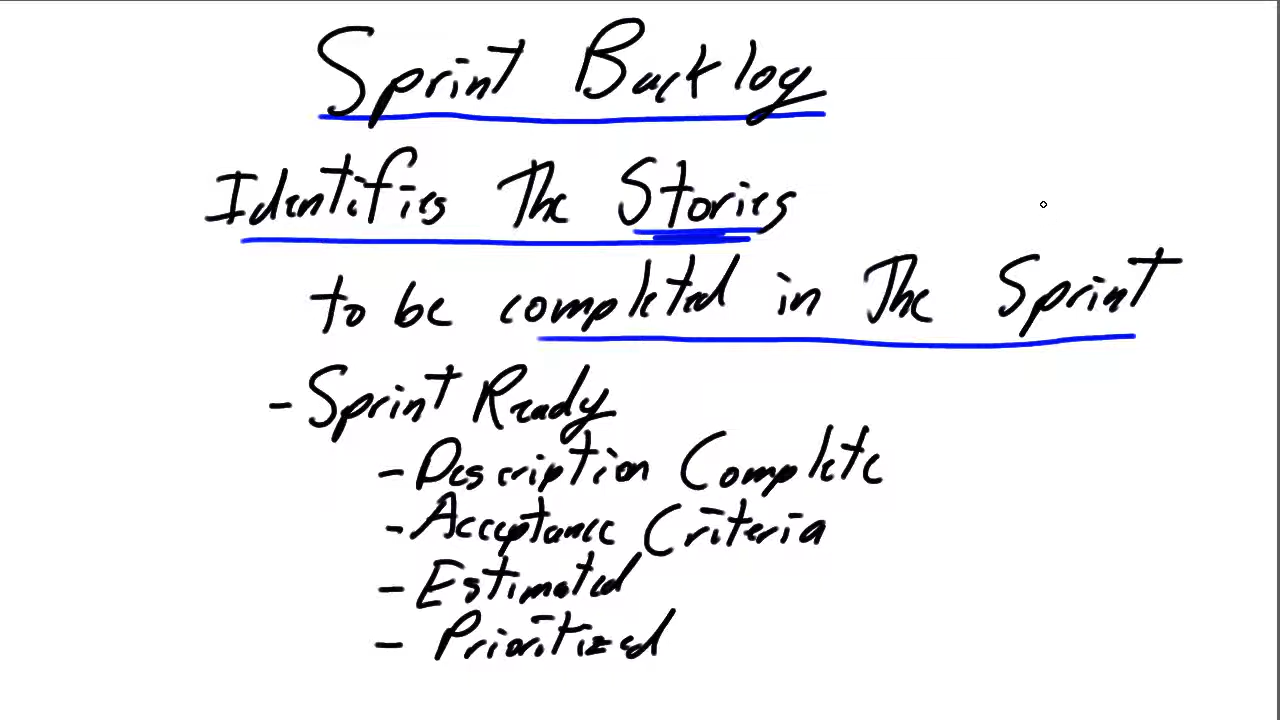 Sprint Backlog
Identifies The Stories
to be completed in The Sprint
- Sprint Ready
- Description Complete
- Acceptance Criteria
- Estimated
- Prioritized